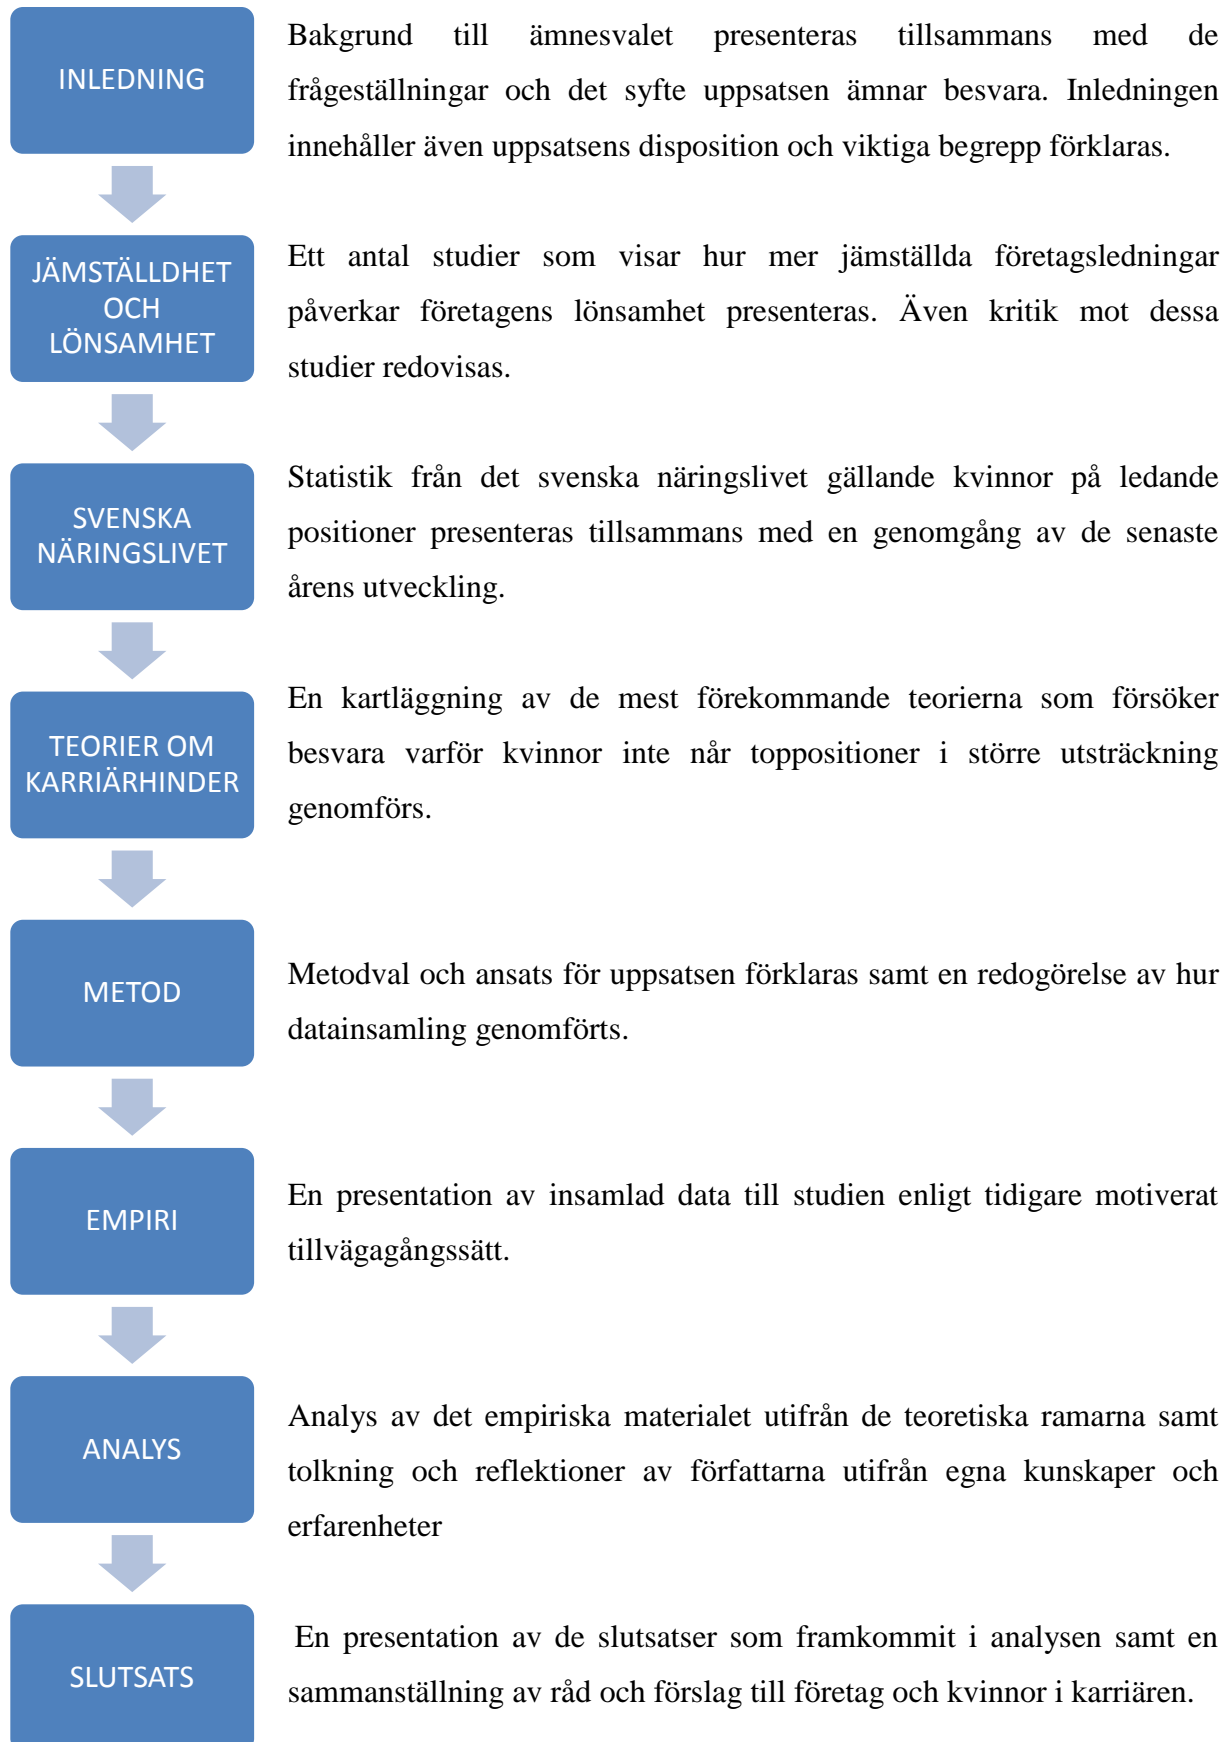 INLEDNING
Bakgrund till ämnesvalet presenteras tillsammans med de
frågeställningar och det syfte uppsatsen ämnar besvara. Inledningen
innehåller även uppsatsens disposition och viktiga begrepp förklaras.
JÄMSTÄLLDHET
OCH
LÖNSAMHET
Ett antal studier som visar hur mer jämställda företagsledningar
påverkar företagens lönsamhet presenteras. Även kritik mot dessa
studier redovisas.
SVENSKA
NÄRINGSLIVET
Statistik från det svenska näringslivet gällande kvinnor på ledande
positioner presenteras tillsammans med en genomgång av de senaste
årens utveckling.
TEORIER OM
KARRIÄRHINDER
En kartläggning av de mest förekommande teorierna som försöker
besvara varför kvinnor inte når toppositioner i större utsträckning
genomförs.
METOD
Metodval och ansats för uppsatsen förklaras samt en redogörelse av hur
datainsamling genomförts.
EMPIRI
En presentation av insamlad data till studien enligt tidigare motiverat
tillvägagångssätt.
ANALYS
Analys av det empiriska materialet utifrån de teoretiska ramarna samt
tolkning och reflektioner av författarna utifrån egna kunskaper och
erfarenheter
SLUTSATS
En presentation av de slutsatser som framkommit i analysen samt en
sammanställning av råd och förslag till företag och kvinnor i karriären.